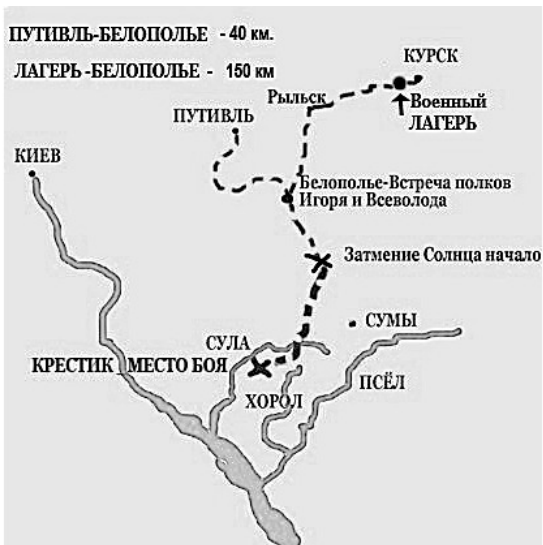 ПУТИВЛЬ-БЕЛОПОЛЬЕ - 40 км.
ЛАГЕРЬ -БЕЛОПОЛЬЕ - 150 км
КУРСК
Рыльск
Военный
ЛАГЕРЬ
ПУТИВЛЬ
КИЕВ
Белополье-Встреча полков
Игоря и Всеволода
Затмение Солнца начало
СУМЫ
СУЛА
КРЕСТИК МЕСТО БОЯ
ПСЁЛ
ХОРОЛ